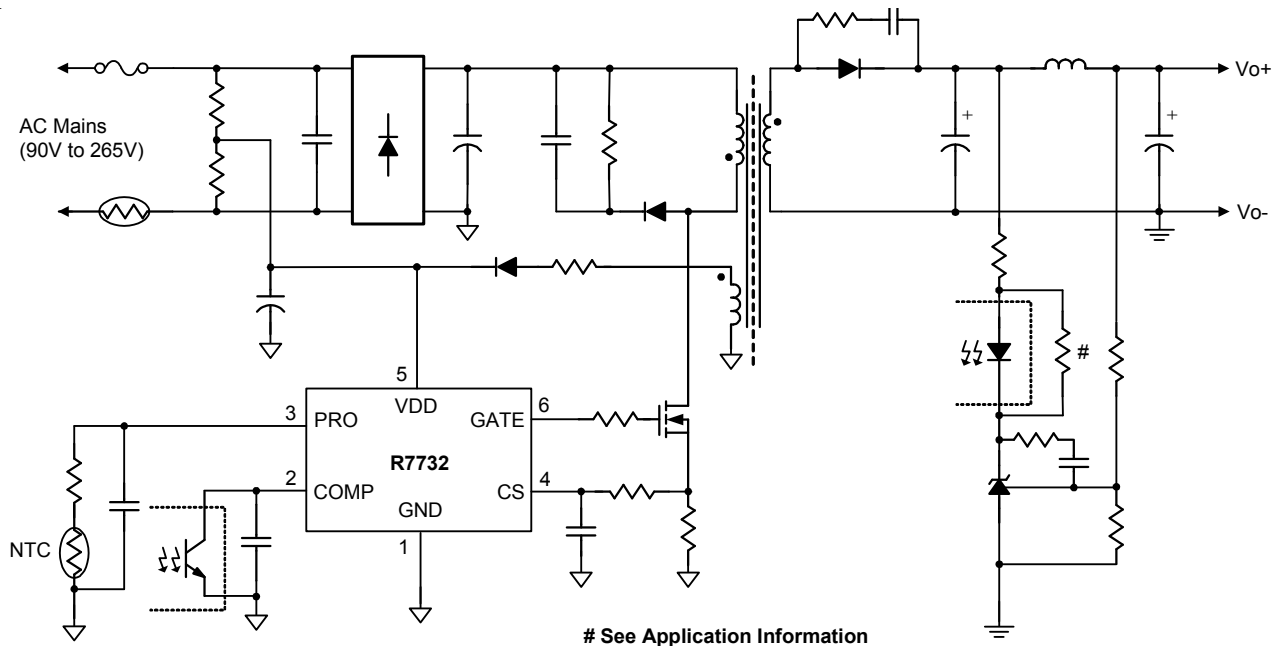 Vo+
AC Mains
(90V to 265V)
Vo-
#
5
3
PRO
VDD
GATE
6
R7732
2
COMP
CS
4
GND
NTC
1
# See Application Information